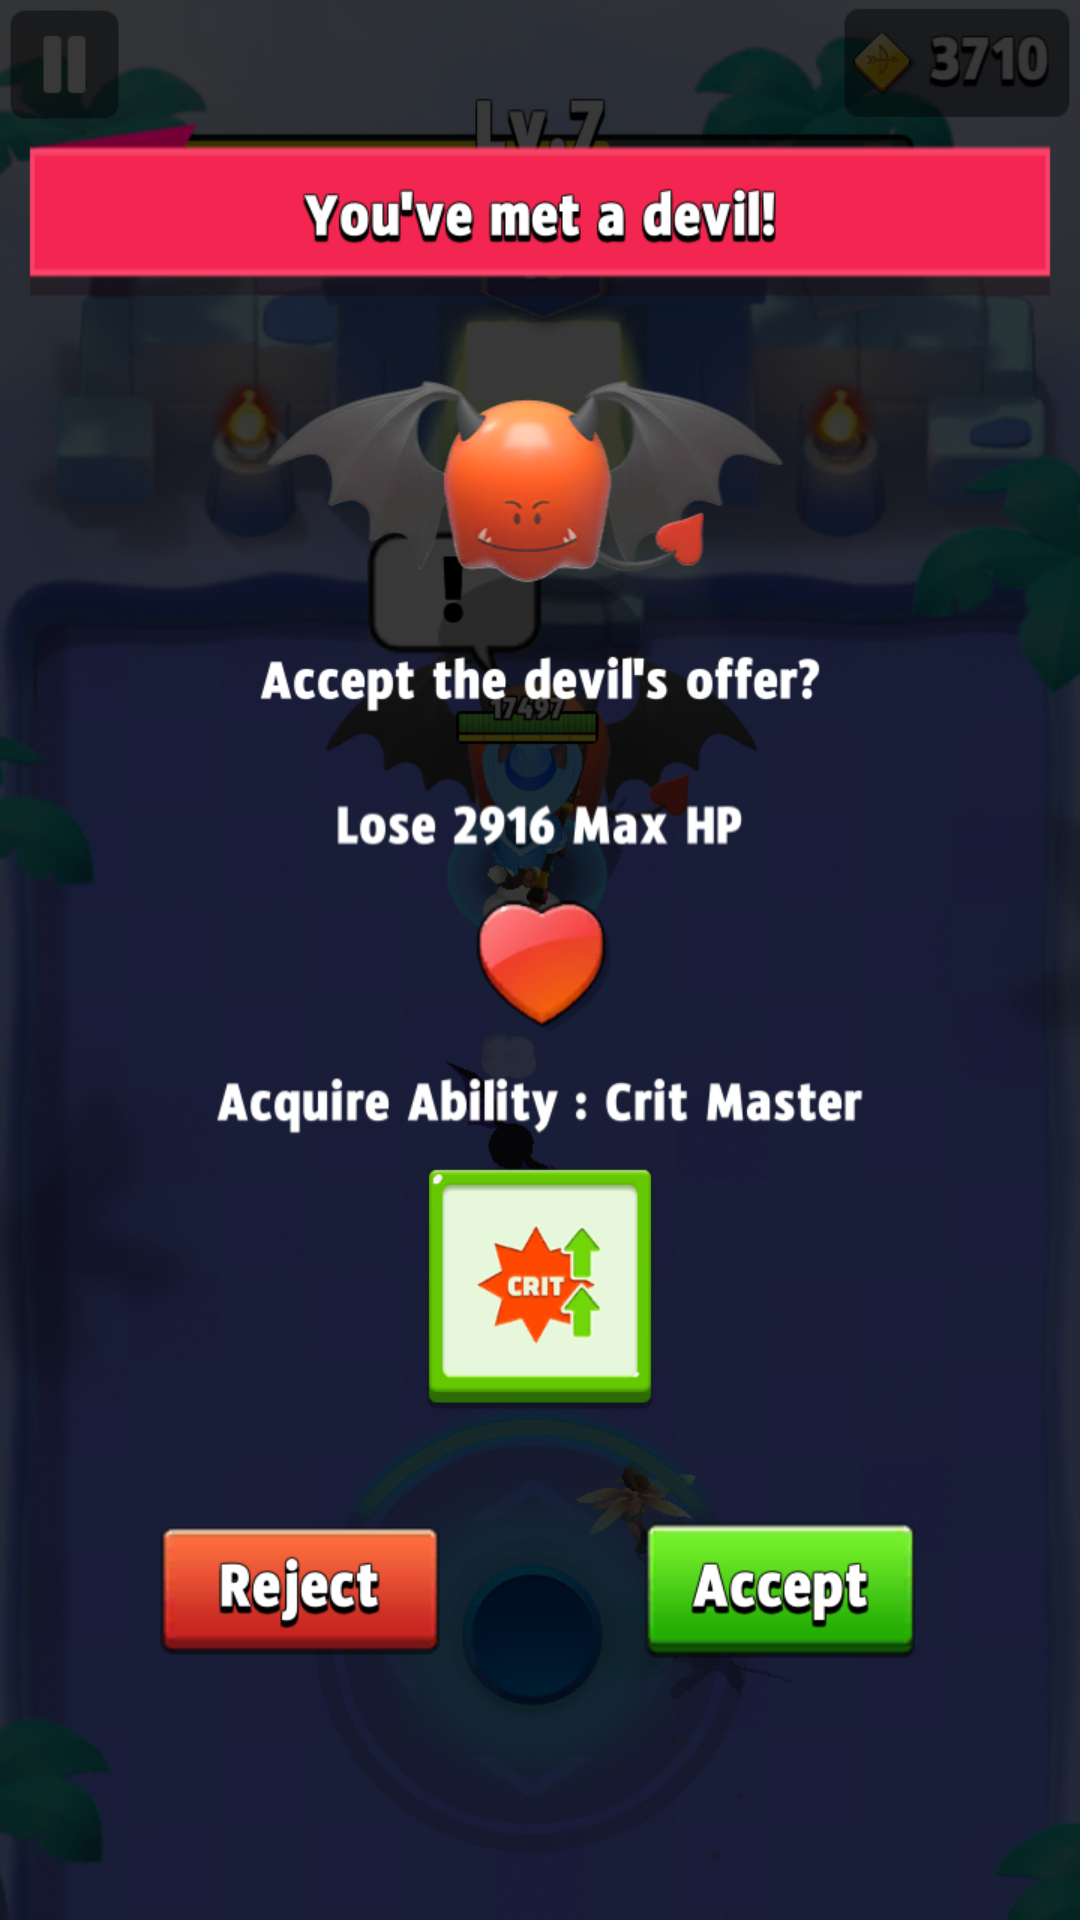 3710
Lv.7
You've met a devil!
!
Accept the devil's offer?
17497
Lose 2916 Max HP
Acquire Ability : Crit Master
CRIT
Reject
Accept